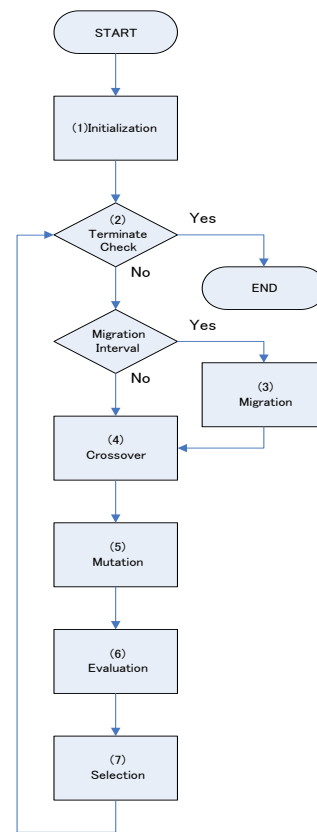 START
(1)Initialization
(2)
Terminate
Check
Yes
No
END
Migration
Interval
Yes
No
(3)
Migration
(4)
Crossover
(5)
Mutation
(6)
Evaluation
(7)
Selection